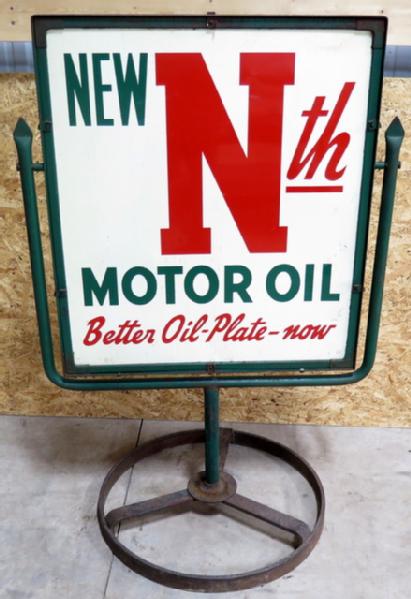 NEW Nth
MOTOR OIL
Better Oil-Plate-now